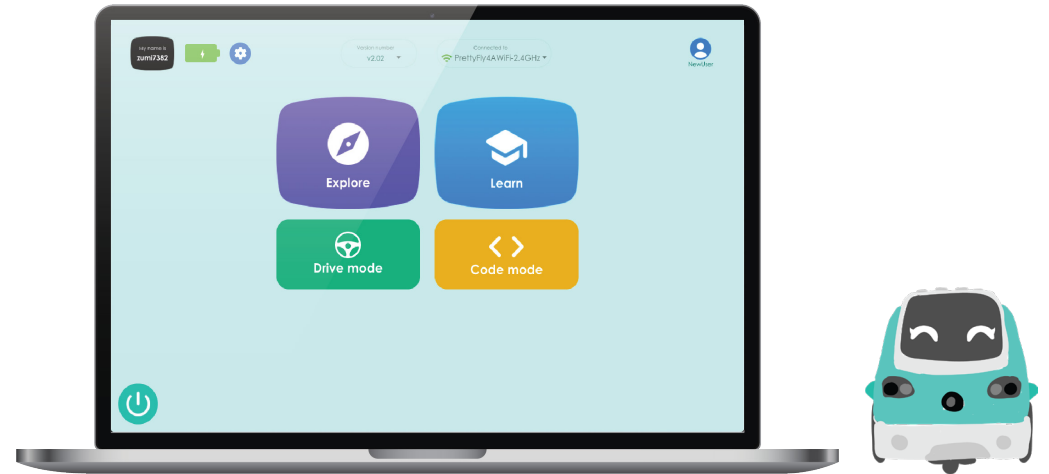 My name is
zumi7382
Version number
v2.02
Connected to
PrettyFly4AWiFi-2.4GHz
NewUser
Explore
Learn
Drive mode
Code mode